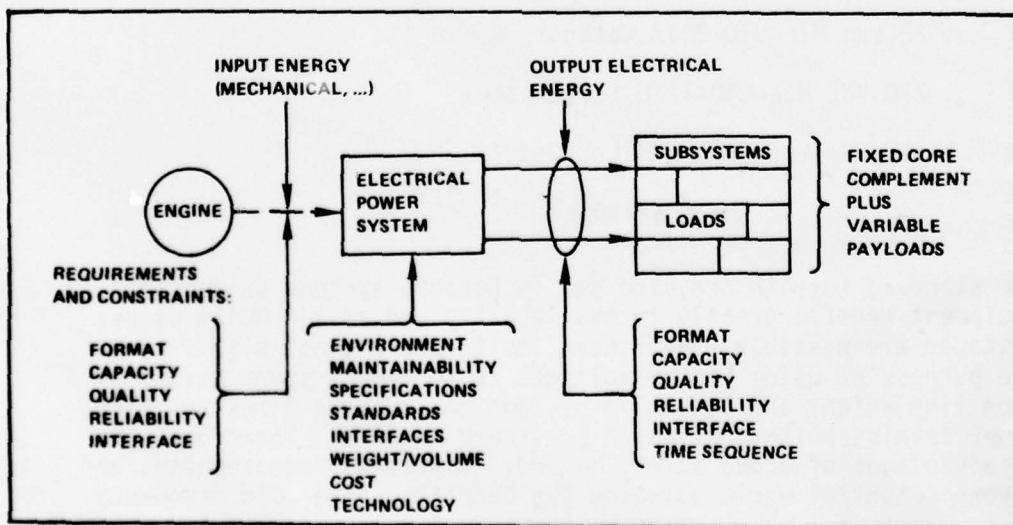 INPUT ENERGY
(MECHANICAL, ...)
OUTPUT ELECTRICAL
ENERGY
ENGINE
ELECTRICAL
POWER
SYSTEM
SUBSYSTEMS
LOADS
FIXED CORE
COMPLEMENT
PLUS
VARIABLE
PAYLOADS
REQUIREMENTS
AND CONSTRAINTS:
FORMAT
CAPACITY
QUALITY
RELIABILITY
INTERFACE
ENVIRONMENT
MAINTAINABILITY
SPECIFICATIONS
STANDARDS
INTERFACES
WEIGHT/VOLUME
COST
TECHNOLOGY
FORMAT
CAPACITY
QUALITY
RELIABILITY
INTERFACE
TIME SEQUENCE